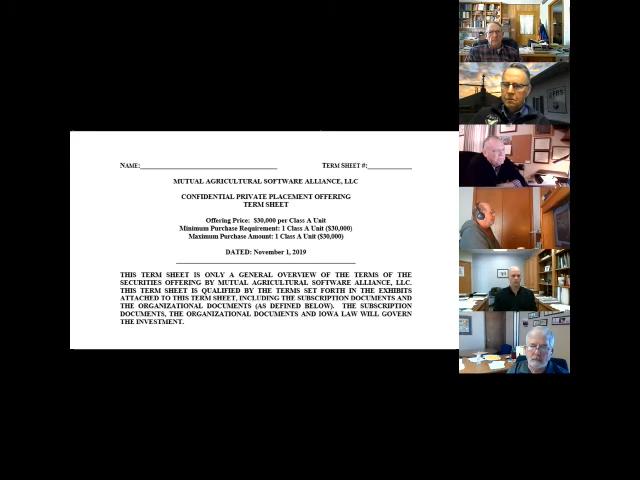 NAME: TERM SHEET #:
MUTUAL AGRICULTURAL SOFTWARE ALLIANCE, LLC
CONFIDENTIAL PRIVATE PLACEMENT OFFERING
TERM SHEET
Offering Price: $30,000 per Class A Unit
Minimum Purchase Requirement: 1 Class A Unit ($30,000)
Maximum Purchase Amount: 1 Class A Unit ($30,000)
DATED: November 1, 2019
THIS TERM SHEET IS ONLY A GENERAL OVERVIEW OF THE TERMS OF THE
SECURITIES OFFERING BY MUTUAL AGRICULTURAL SOFTWARE ALLIANCE, LLC.
THIS TERM SHEET IS QUALIFIED BY THE TERMS SET FORTH IN THE EXHIBITS
ATTACHED TO THIS TERM SHEET, INCLUDING THE SUBSCRIPTION DOCUMENTS AND
THE ORGANIZATIONAL DOCUMENTS (AS DEFINED BELOW). THE SUBSCRIPTION
DOCUMENTS, THE ORGANIZATIONAL DOCUMENTS AND IOWA LAW WILL GOVERN
THE INVESTMENT.